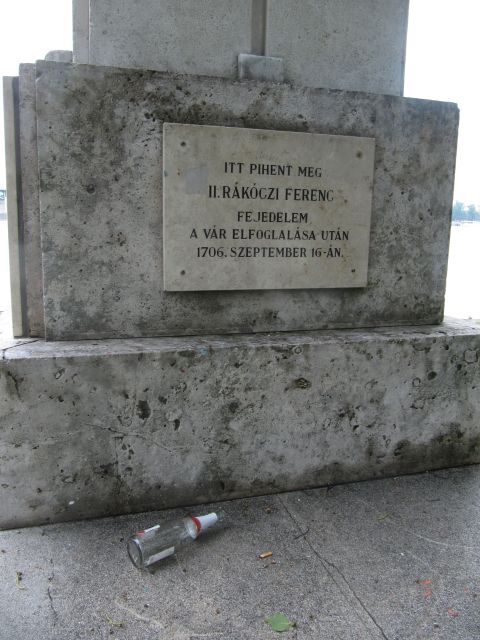 ITT PIHENT MEG
II. RÁKÓCZI FERENC
FEJEDELEM
A VÁR ELFOGLALÁSA UTÁN
1706. SZEPTEMBER 16-ÁN.